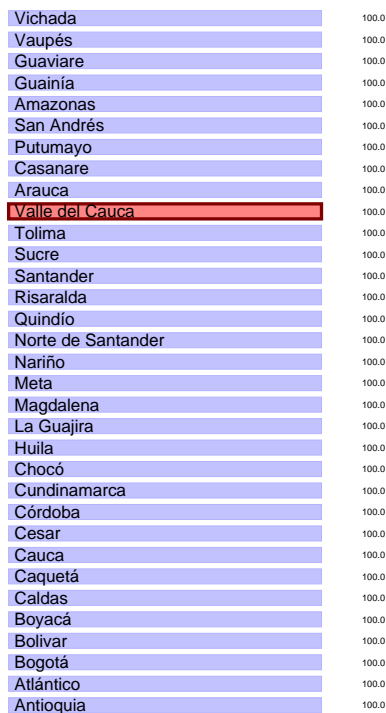 Vichada 100.0
Vaupés 100.0
Guaviare 100.0
Guainía 100.0
Amazonas 100.0
San Andrés 100.0
Putumayo 100.0
Casanare 100.0
Arauca 100.0
Valle del Cauca 100.0
Tolima 100.0
Sucre 100.0
Santander 100.0
Risaralda 100.0
Quindío 100.0
Norte de Santander 100.0
Nariño 100.0
Meta 100.0
Magdalena 100.0
La Guajira 100.0
Huila 100.0
Chocó 100.0
Cundinamarca 100.0
Córdoba 100.0
Cesar 100.0
Cauca 100.0
Caquetá 100.0
Caldas 100.0
Boyacá 100.0
Bolivar 100.0
Bogotá 100.0
Atlántico 100.0
Antioquia 100.0